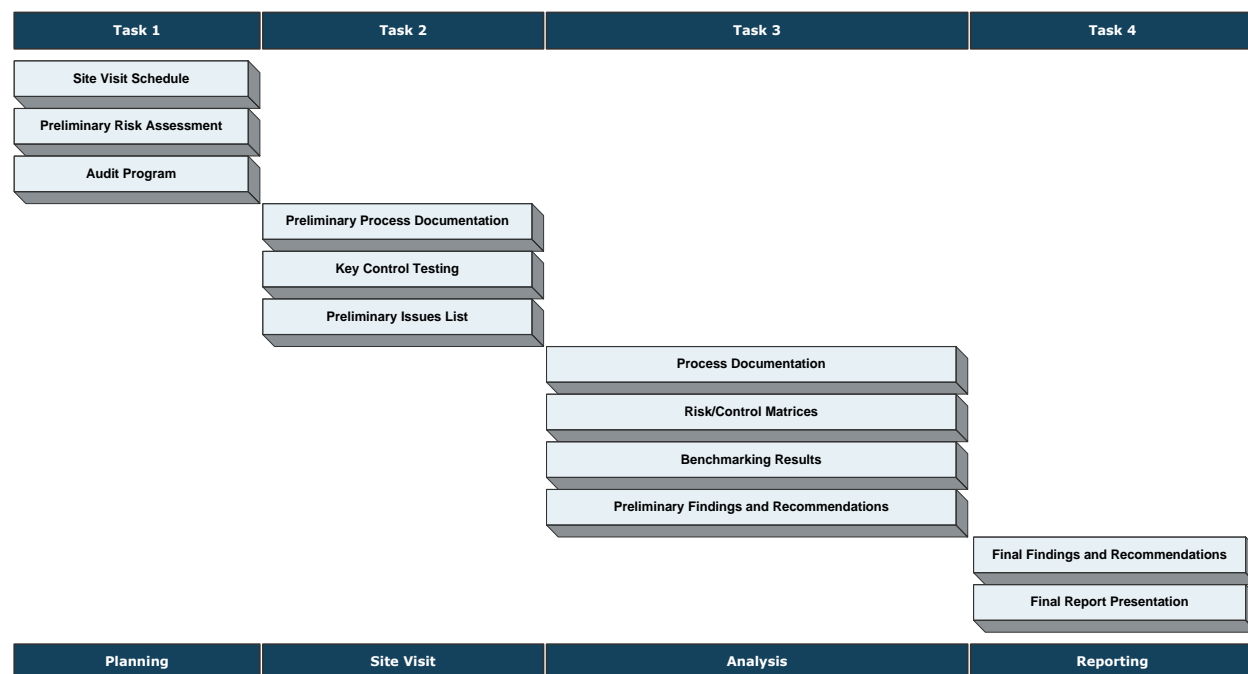 Task 1
Task 2
Task 3
Task 4
Site Visit Schedule
Preliminary Risk Assessment
Audit Program
Preliminary Process Documentation
Key Control Testing
Preliminary Issues List
Process Documentation
Risk/Control Matrices
Benchmarking Results
Preliminary Findings and Recommendations
Final Findings and Recommendations
Final Report Presentation
Planning
Site Visit
Analysis
Reporting